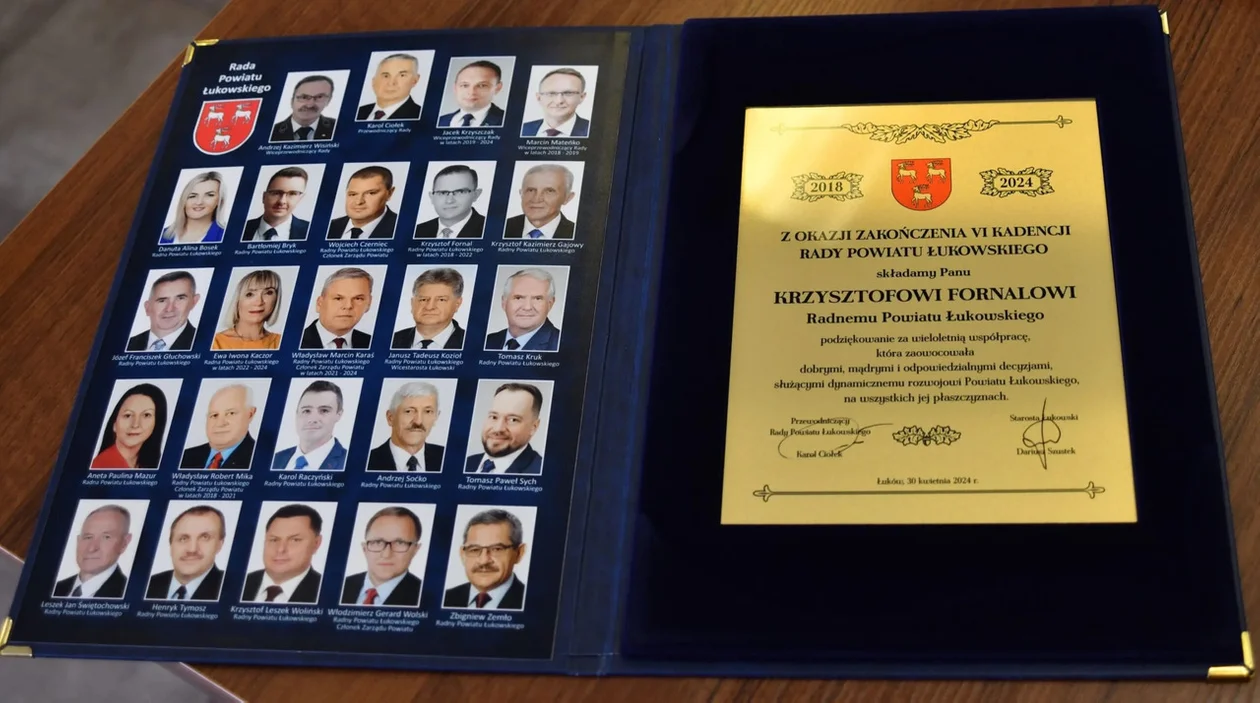 Rada
Powiatu
Łukowskiego
Andrzej Kazimierz Wisiński
Wiceprzewodniczący Rady
Karol Ciołek
Przewodniczący Rady
Jacek Krzyszczak
Wiceprzewodniczący Rady
w latach 2019 - 2024
Marcin Mateńko
Wiceprzewodniczący Rady
w latach 2018 - 2019
Danuta Alina Bosek
Radna Powiatu Łukowskiego
Bartłomiej Bryk
Radny Powiatu Łukowskiego
Wojciech Czerniec
Radny Powiatu Łukowskiego
Członek Zarządu Powiatu
Krzysztof Fornal
Radny Powiatu Łukowskiego
w latach 2018 - 2022
Krzysztof Kazimierz Gajowy
Radny Powiatu Łukowskiego
Józef Franciszek Głuchowski
Radny Powiatu Łukowskiego
Ewa Iwona Kaczor
Radna Powiatu Łukowskiego
w latach 2022 - 2024
Władysław Marcin Karaś
Radny Powiatu Łukowskiego
Członek Zarządu Powiatu
w latach 2021 - 2024
Janusz Tadeusz Kozioł
Radny Powiatu Łukowskiego
Wicestarosta Łukowski
Tomasz Kruk
Radny Powiatu Łukowskiego
Aneta Paulina Mazur
Radna Powiatu Łukowskiego
Władysław Robert Mika
Radny Powiatu Łukowskiego
Członek Zarządu Powiatu
w latach 2018 - 2021
Karol Raczyński
Radny Powiatu Łukowskiego
Andrzej Soćko
Radny Powiatu Łukowskiego
Tomasz Paweł Sych
Radny Powiatu Łukowskiego
Leszek Jan Świętochowski
Radny Powiatu Łukowskiego
Henryk Tymosz
Radny Powiatu Łukowskiego
Krzysztof Leszek Woliński
Radny Powiatu Łukowskiego
Włodzimierz Gerard Wolski
Radny Powiatu Łukowskiego
Członek Zarządu Powiatu
Zbigniew Zemło
Radny Powiatu Łukowskiego
2018
2024
Z OKAZJI ZAKOŃCZENIA VI KADENCJI
RADY POWIATU ŁUKOWSKIEGO
składamy Panu
KRZYSZTOFOWI FORNALOWI
Radnemu Powiatu Łukowskiego
podziękowanie za wieloletnią współpracę,
która zaowocowała
dobrymi, mądrymi i odpowiedzialnymi decyzjami,
służącymi dynamicznemu rozwojowi Powiatu Łukowskiego,
na wszystkich jej płaszczyznach.
Przewodniczący
Rady Powiatu Łukowskiego
Karol Ciołek
Starosta Łukowski
Dariusz Szustek
Łuków, 30 kwietnia 2024 r.